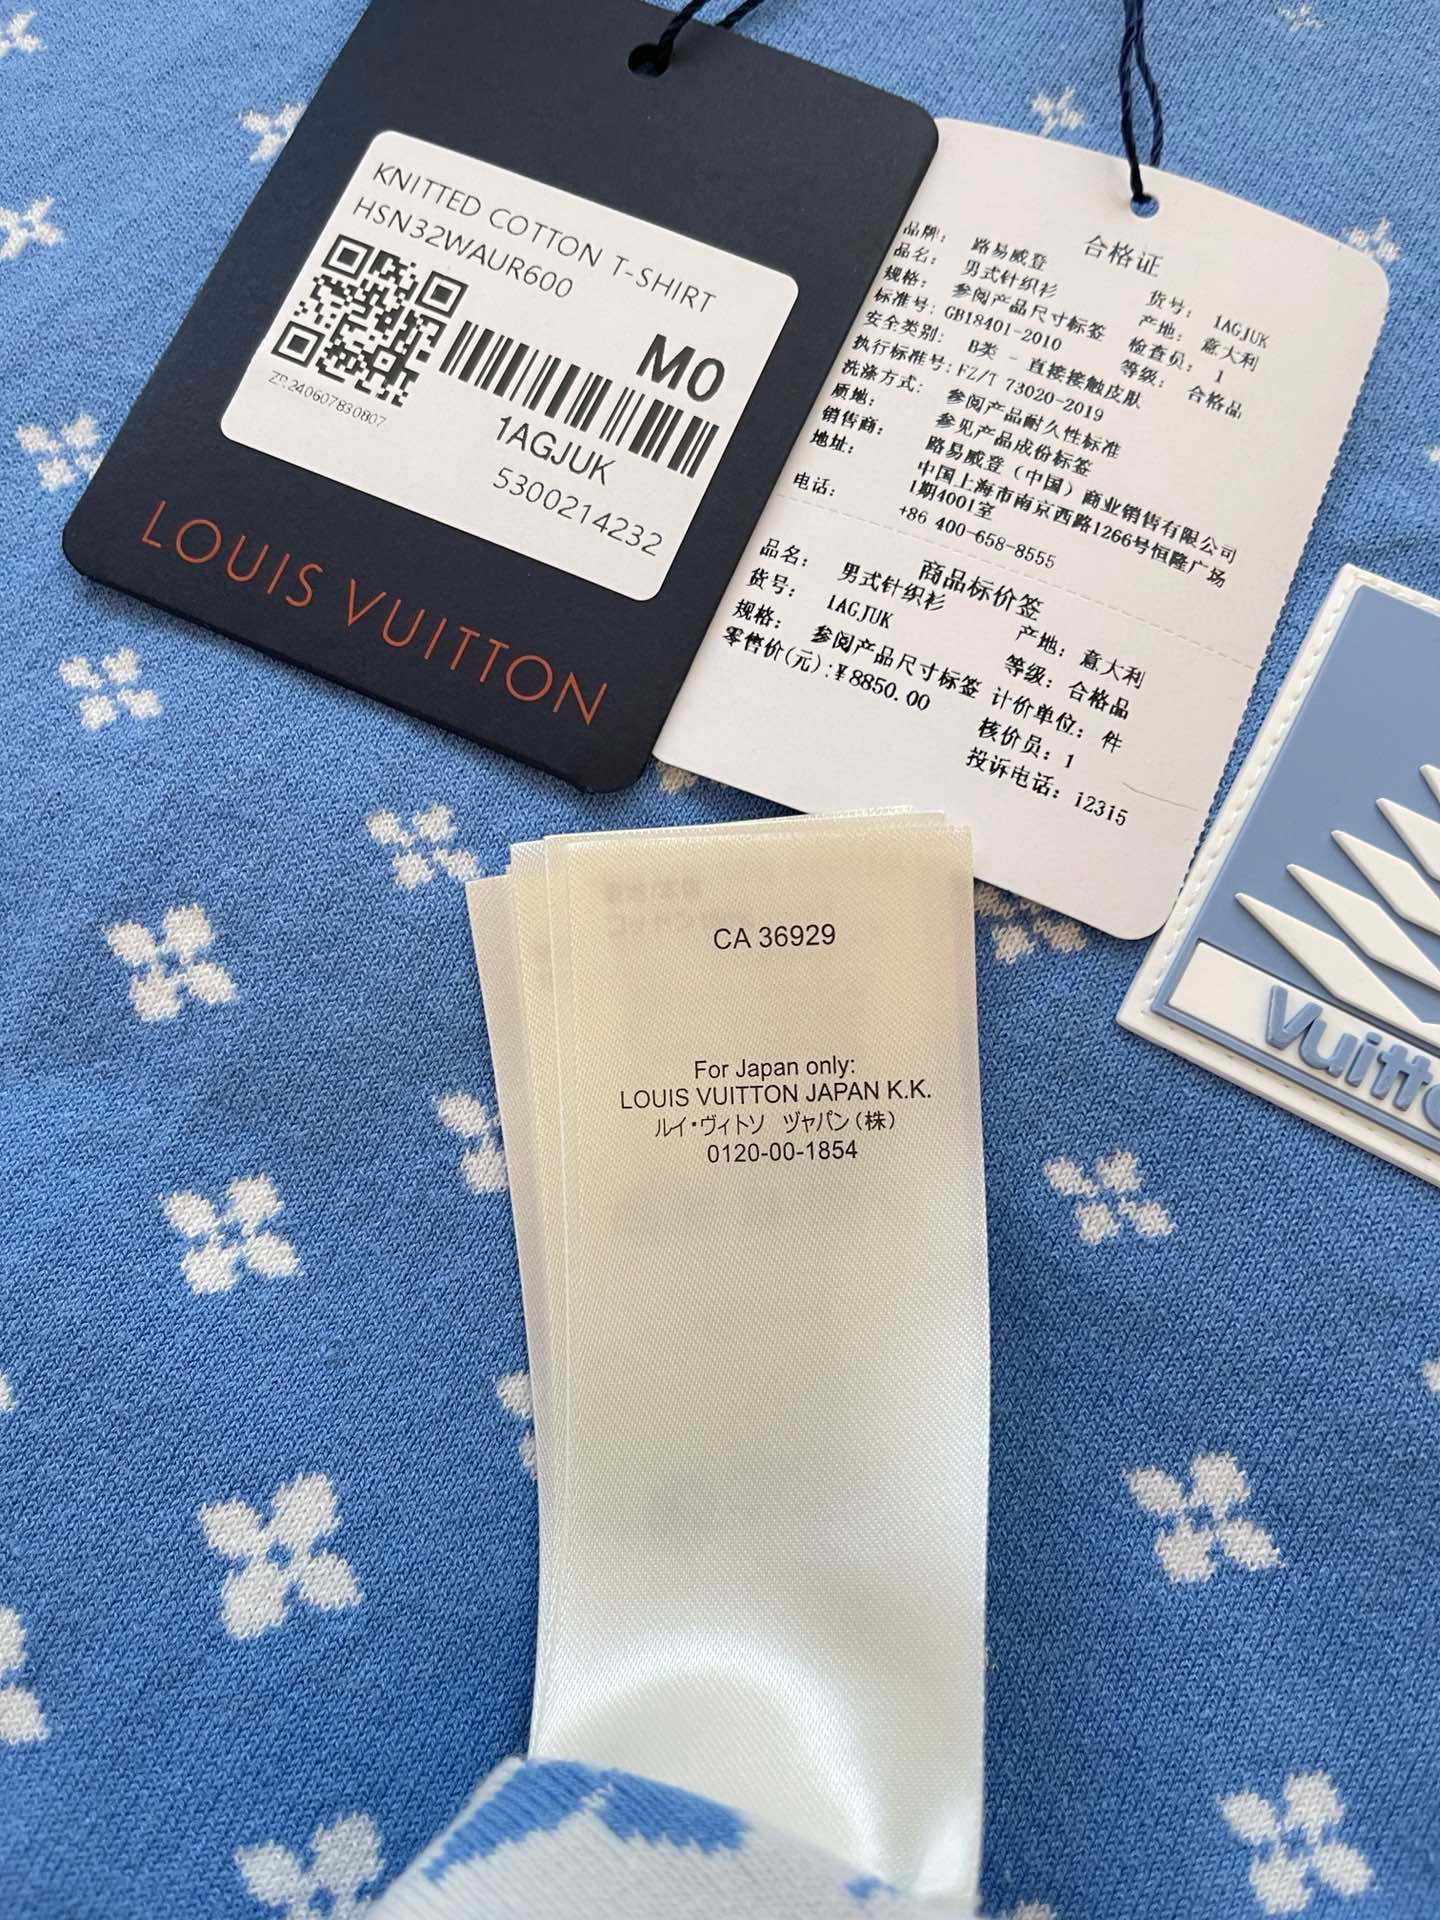 KNITTED COTTON T-SHIRT
HSN32WAUR600
M0
1AGJUK
5300214232
ZP.240607830807
LOUIS VUITTON
合格证
品牌： 路易威登 货号： 1AGJUK
品名： 男式针织衫 产地： 意大利
规格： 参阅产品尺寸标签 检查员： 1
标准号: GB18401-2010 等级： 合格品
安全类别： B类 - 直接接触皮肤
执行标准号: FZ/T 73020-2019
洗涤方式： 参阅产品耐久性标准
质地： 参见产品成份标签
销售商： 路易威登（中国）商业销售有限公司
地址： 中国上海市南京西路1266号恒隆广场
1期4001室
电话： +86 400-658-8555
商品标价签
品名： 男式针织衫 产地： 意大利
货号： 1AGJUK 等级： 合格品
规格： 参阅产品尺寸标签 计价单位： 件
零售价(元):¥8850.00 核价员： 1
投诉电话： 12315
Vuitto
CA 36929
For Japan only:
LOUIS VUITTON JAPAN K.K.
ルイ・ヴィトソ ヅャパン（株）
0120-00-1854